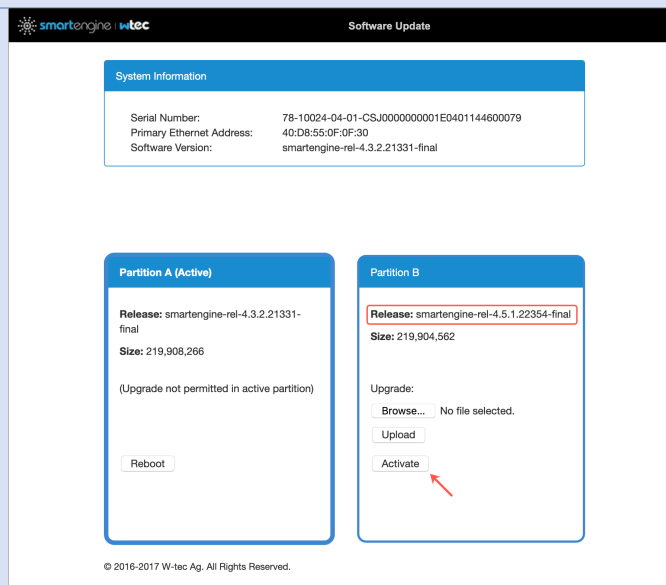 smartengine wtec
Software Update
System Information
Serial Number: 78-10024-04-01-CSJ0000000001E0401144600079
Primary Ethernet Address: 40:D8:55:0F:0F:30
Software Version: smartengine-rel-4.3.2.21331-final
Partition A (Active)
Release: smartengine-rel-4.3.2.21331-
final
Size: 219,908,266
(Upgrade not permitted in active partition)
Reboot
Partition B
Release: smartengine-rel-4.5.1.22354-final
Size: 219,904,562
Upgrade:
Browse... No file selected.
Upload
Activate
© 2016-2017 W-tec Ag. All Rights Reserved.